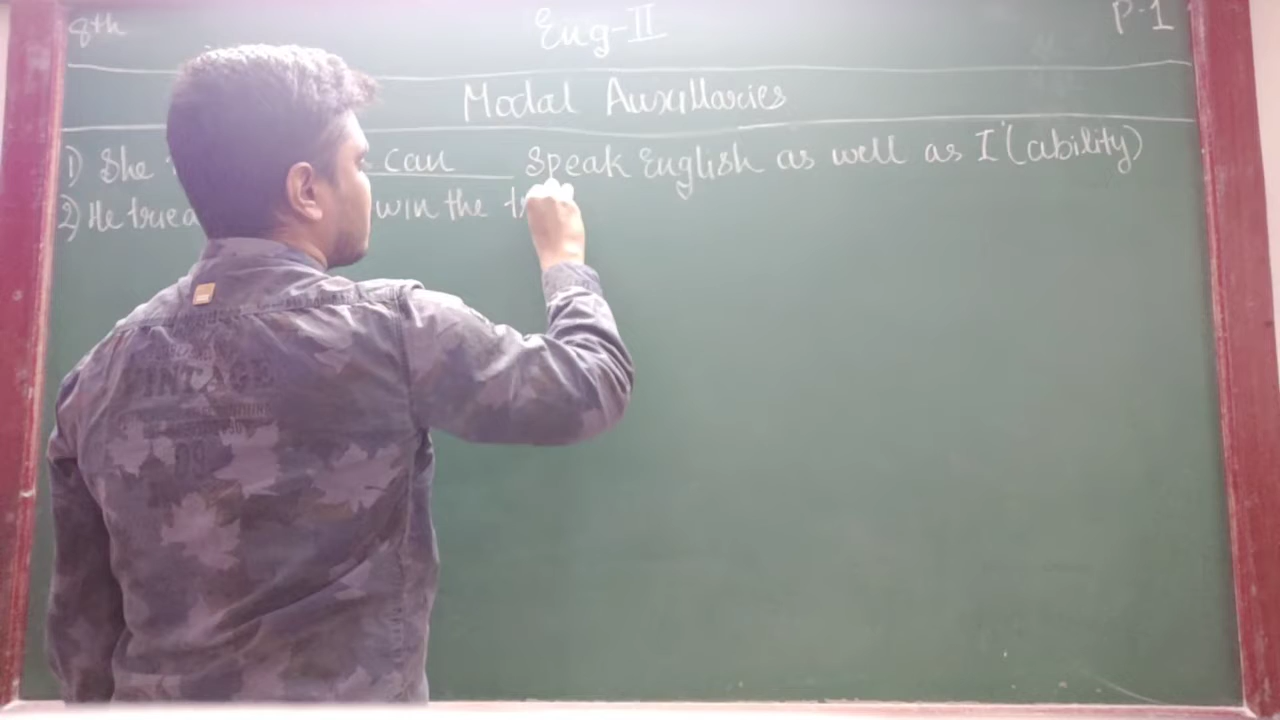 8th
Eng-II
P-1
Modal Auxillaries
1) She can Speak English as well as I (ability)
2) He win the
VINTAGE
09